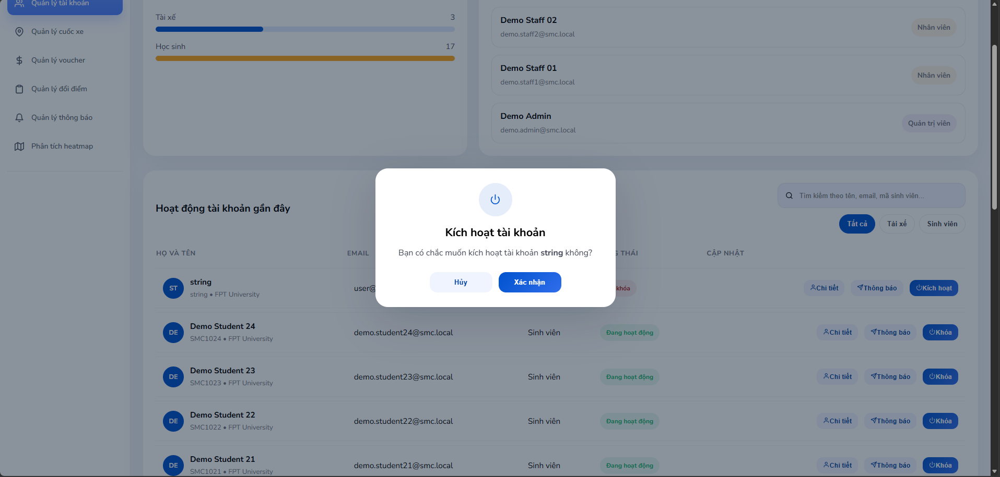 Quản lý tài khoản
Quản lý cuốc xe
Quản lý voucher
Quản lý đổi điểm
Quản lý thông báo
Phân tích heatmap
Tài xế 3
Học sinh 17
Demo Staff 02
demo.staff2@smc.local
Nhân viên
Demo Staff 01
demo.staff1@smc.local
Nhân viên
Demo Admin
demo.admin@smc.local
Quản trị viên
Hoạt động tài khoản gần đây
Tìm kiếm theo tên, email, mã sinh viên...
Tất cả Tài xế Sinh viên
Kích hoạt tài khoản
Bạn có chắc muốn kích hoạt tài khoản string không?
Hủy Xác nhận
HỌ VÀ TÊN EMAIL THÁI CẬP NHẬT
ST string user@ khóa Chi tiết Thông báo Kích hoạt
string • FPT University
DE Demo Student 24 demo.student24@smc.local Sinh viên Đang hoạt động Chi tiết Thông báo Khóa
SMC1024 • FPT University
DE Demo Student 23 demo.student23@smc.local Sinh viên Đang hoạt động Chi tiết Thông báo Khóa
SMC1023 • FPT University
DE Demo Student 22 demo.student22@smc.local Sinh viên Đang hoạt động Chi tiết Thông báo Khóa
SMC1022 • FPT University
DE Demo Student 21 demo.student21@smc.local Sinh viên Đang hoạt động Chi tiết Thông báo Khóa
SMC1021 • FPT University